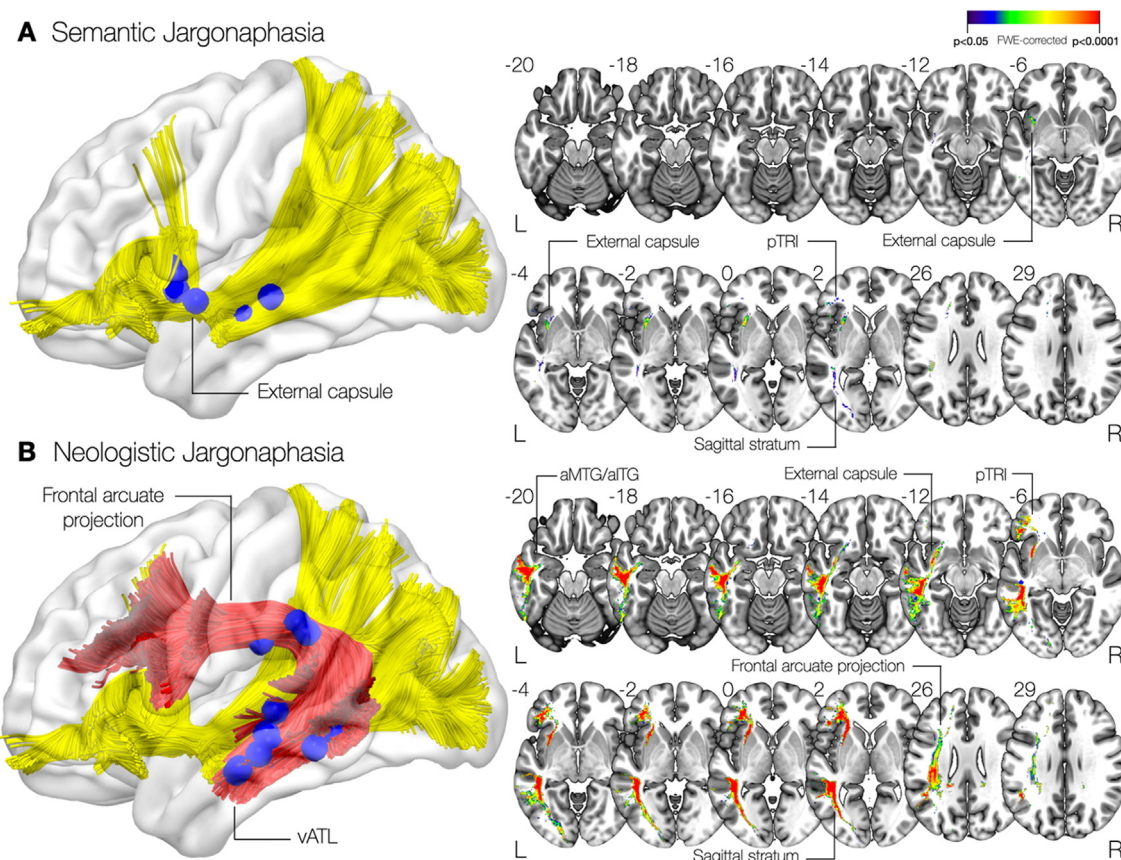 A Semantic Jargonaphasia
p<0.05 FWE-corrected p<0.0001
-20 -18 -16 -14 -12 -6
L R
External capsule pTRI External capsule
-4 -2 0 2 26 29
External capsule
L R
Sagittal stratum
B Neologistic Jargonaphasia
Frontal arcuate
projection
aMTG/aITG External capsule pTRI
-20 -18 -16 -14 -12 -6
L R
Frontal arcuate projection
-4 -2 0 2 26 29
vATL
L R
Sagittal stratum